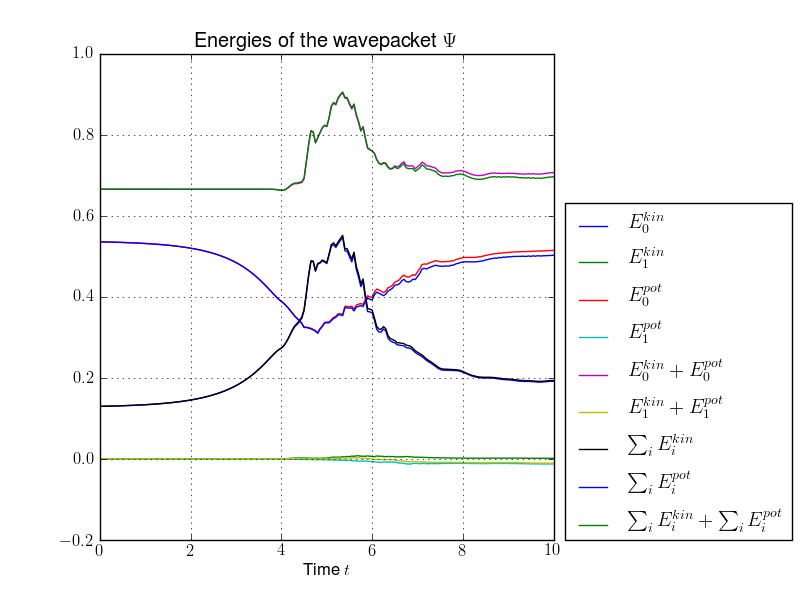 Energies of the wavepacket Ψ
1.0
0.8
0.6
0.4
0.2
0.0
−0.2
0 2 4 6 8 10
Time t
E_0^{kin}
E_1^{kin}
E_0^{pot}
E_1^{pot}
E_0^{kin} + E_0^{pot}
E_1^{kin} + E_1^{pot}
∑_i E_i^{kin}
∑_i E_i^{pot}
∑_i E_i^{kin} + ∑_i E_i^{pot}